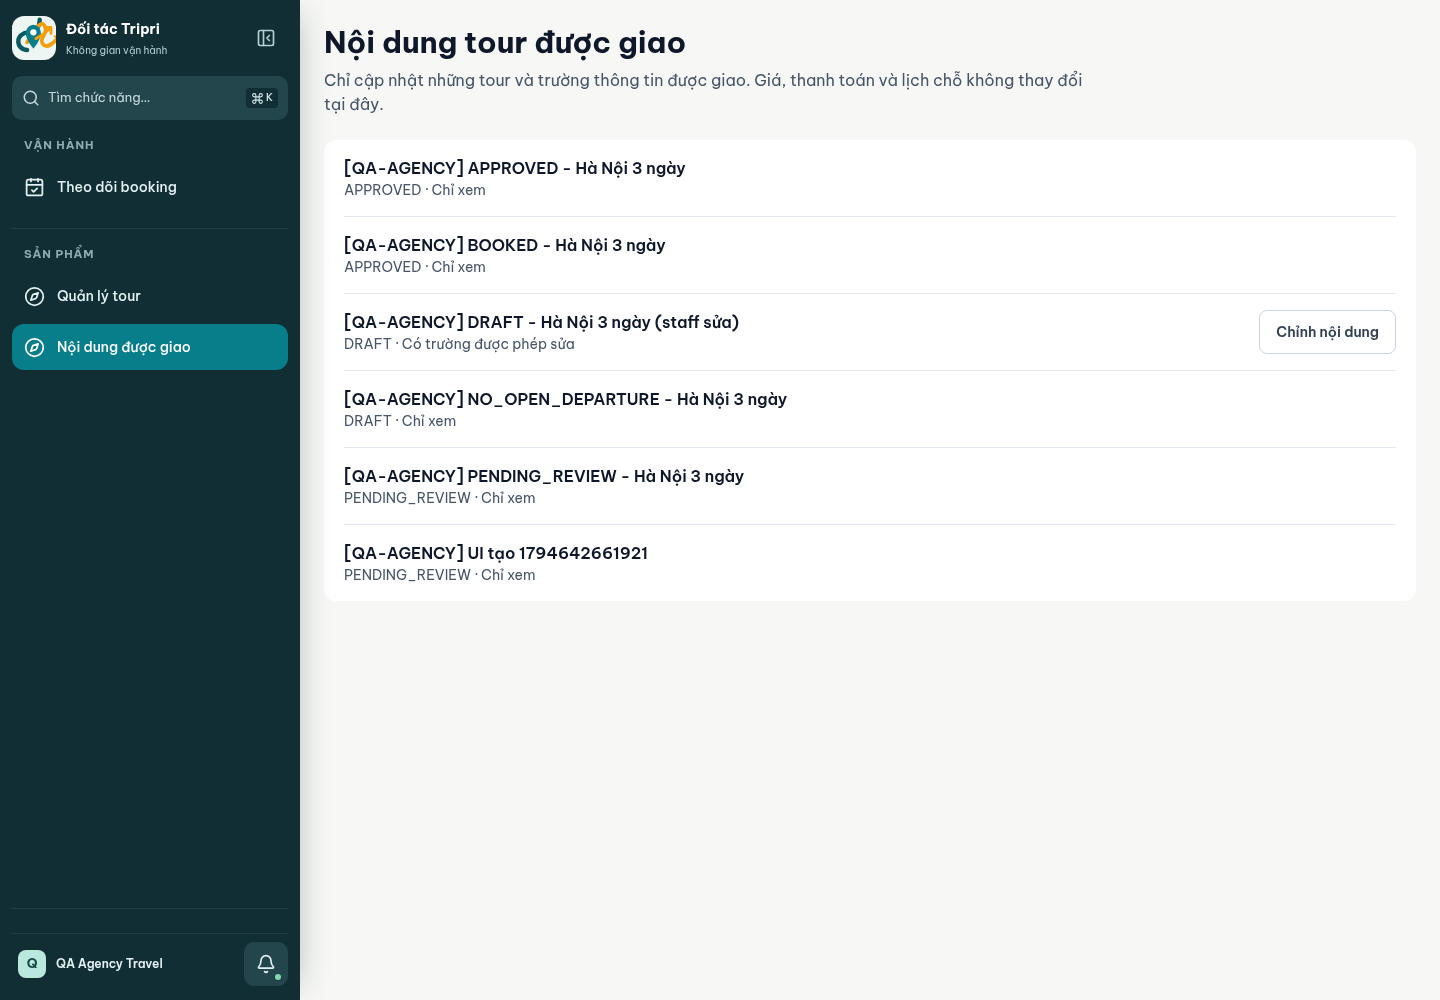 Đối tác Tripri
Không gian vận hành
Tìm chức năng...
⌘K
VẬN HÀNH
Theo dõi booking
SẢN PHẨM
Quản lý tour
Nội dung được giao
Q
QA Agency Travel
Nội dung tour được giao
Chỉ cập nhật những tour và trường thông tin được giao. Giá, thanh toán và lịch chỗ không thay đổi
tại đây.
[QA-AGENCY] APPROVED - Hà Nội 3 ngày
APPROVED · Chỉ xem
[QA-AGENCY] BOOKED - Hà Nội 3 ngày
APPROVED · Chỉ xem
[QA-AGENCY] DRAFT - Hà Nội 3 ngày (staff sửa)
DRAFT · Có trường được phép sửa
Chỉnh nội dung
[QA-AGENCY] NO_OPEN_DEPARTURE - Hà Nội 3 ngày
DRAFT · Chỉ xem
[QA-AGENCY] PENDING_REVIEW - Hà Nội 3 ngày
PENDING_REVIEW · Chỉ xem
[QA-AGENCY] UI tạo 1794642661921
PENDING_REVIEW · Chỉ xem